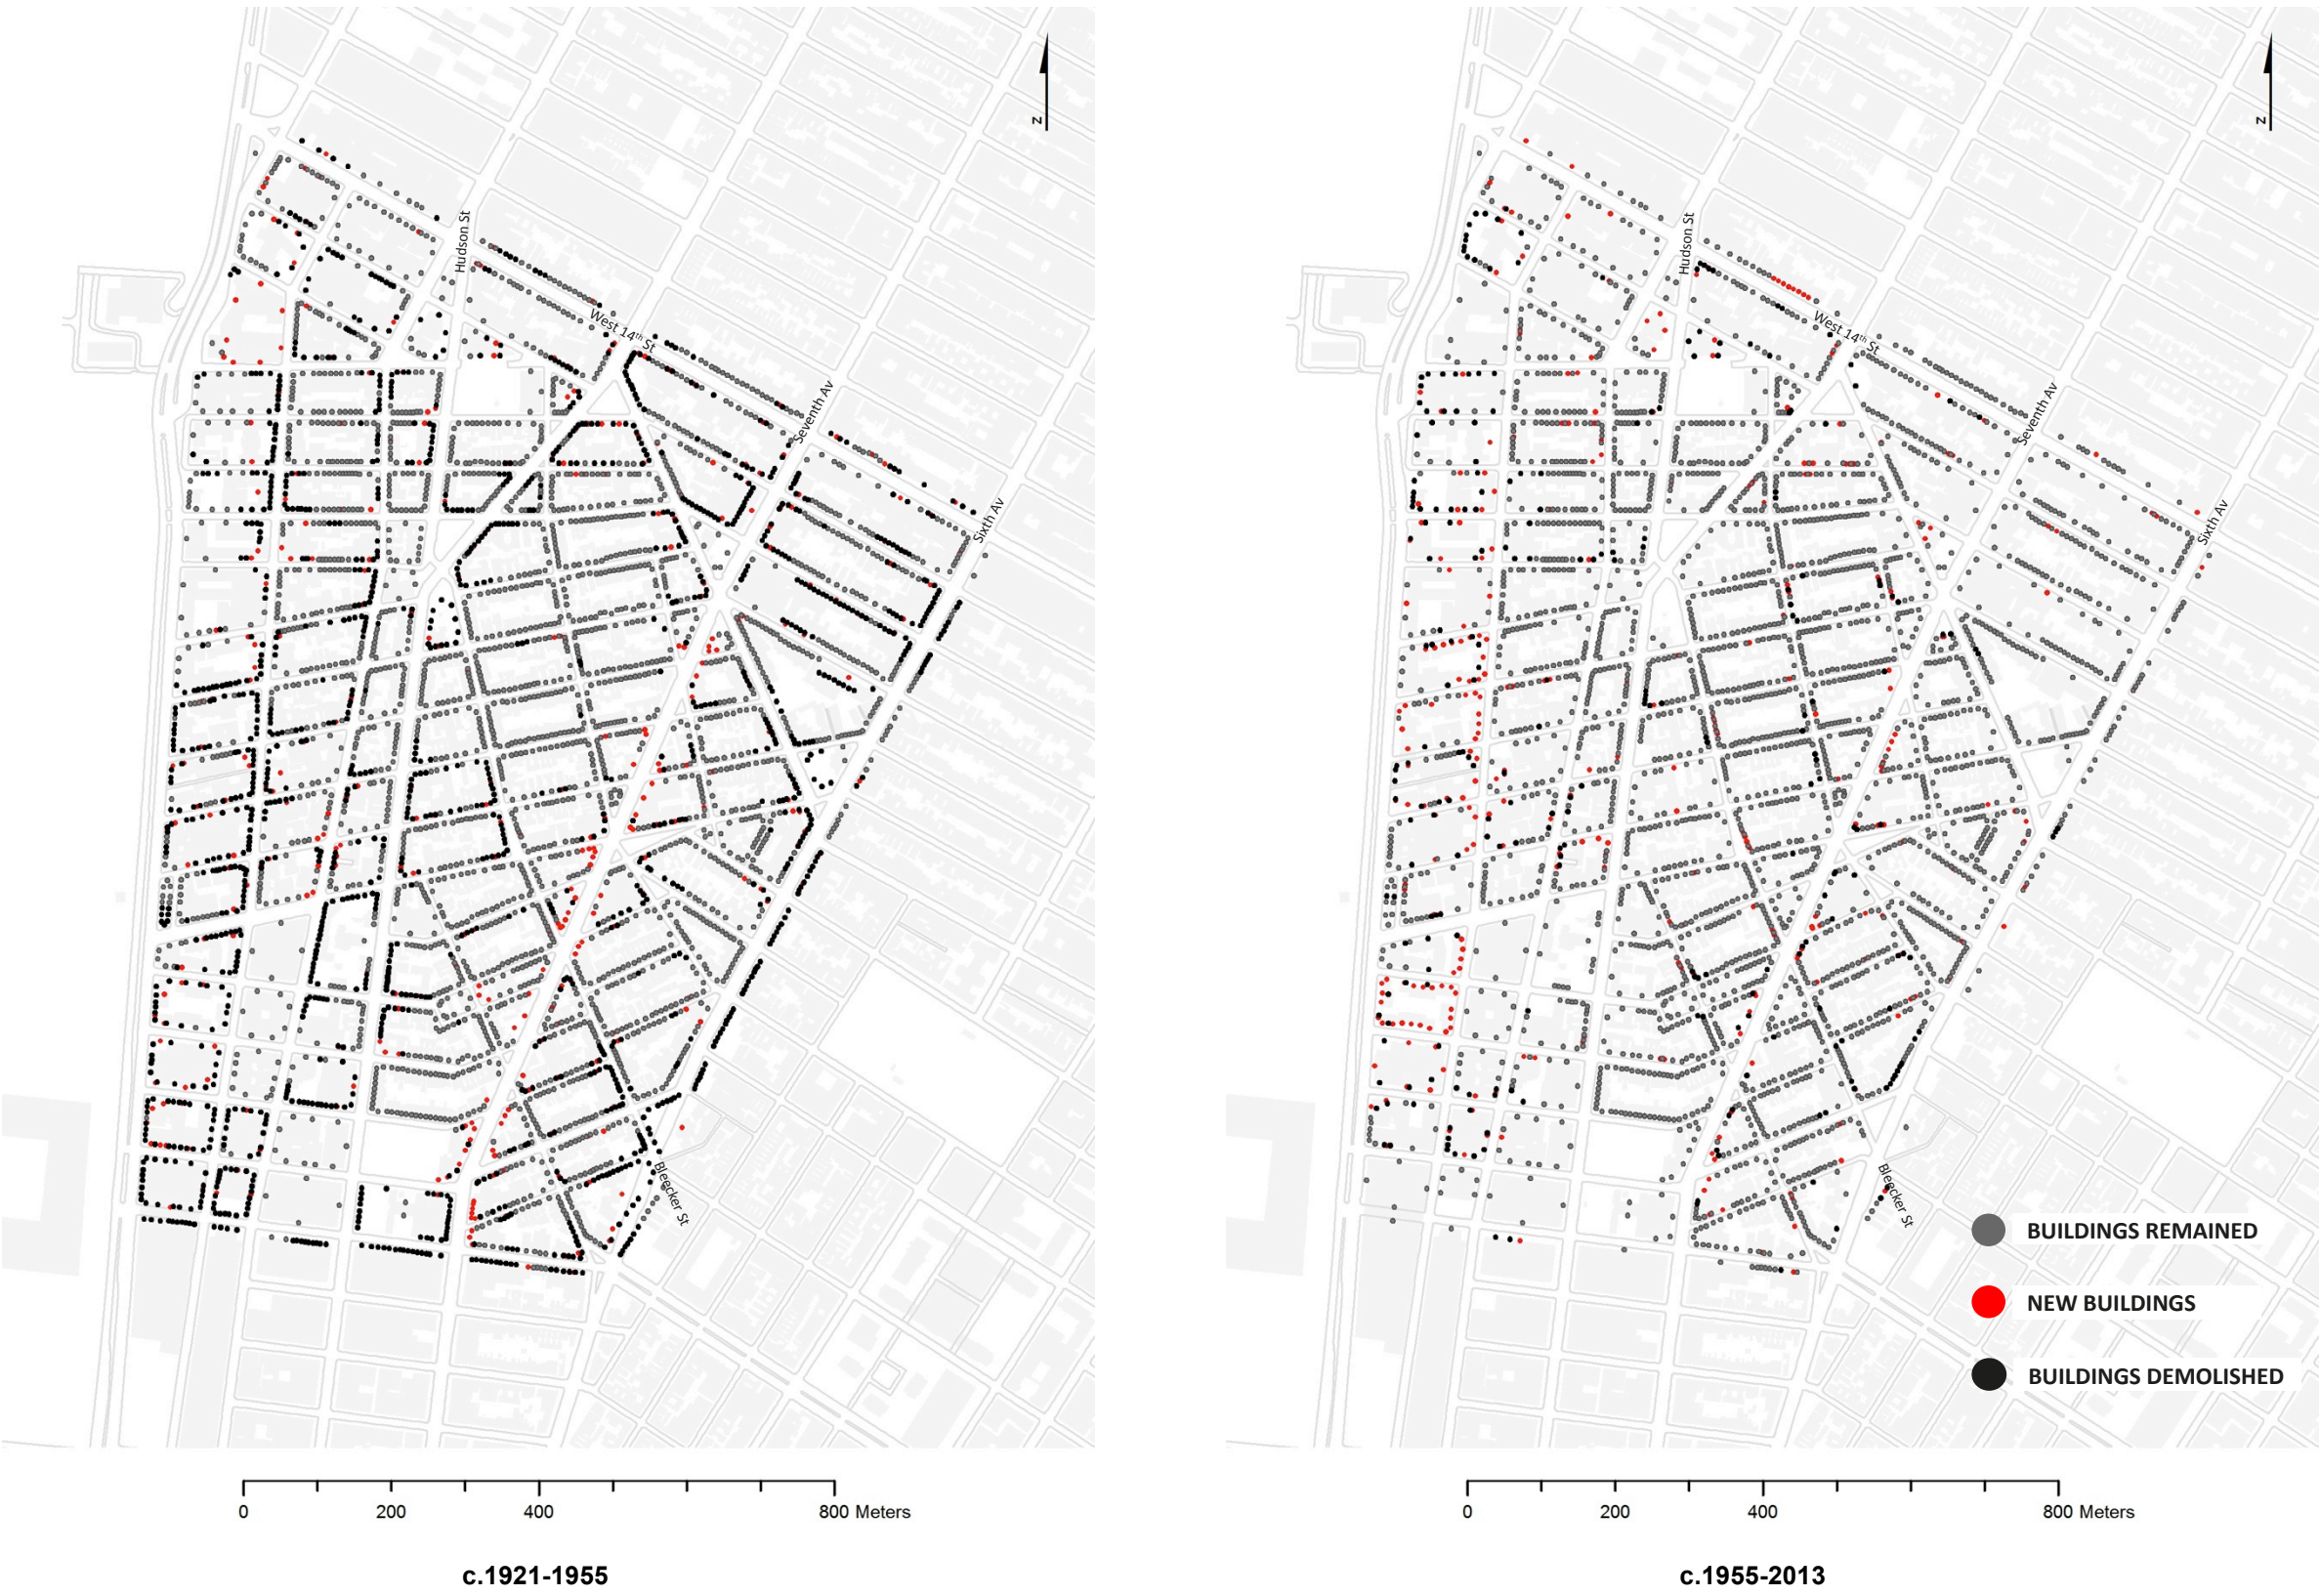 N
Hudson St
West 14th St
Seventh Av
Sixth Av
Bleecker St
0 200 400 800 Meters
c.1921-1955
N
Hudson St
West 14th St
Seventh Av
Sixth Av
Bleecker St
BUILDINGS REMAINED
NEW BUILDINGS
BUILDINGS DEMOLISHED
0 200 400 800 Meters
c.1955-2013